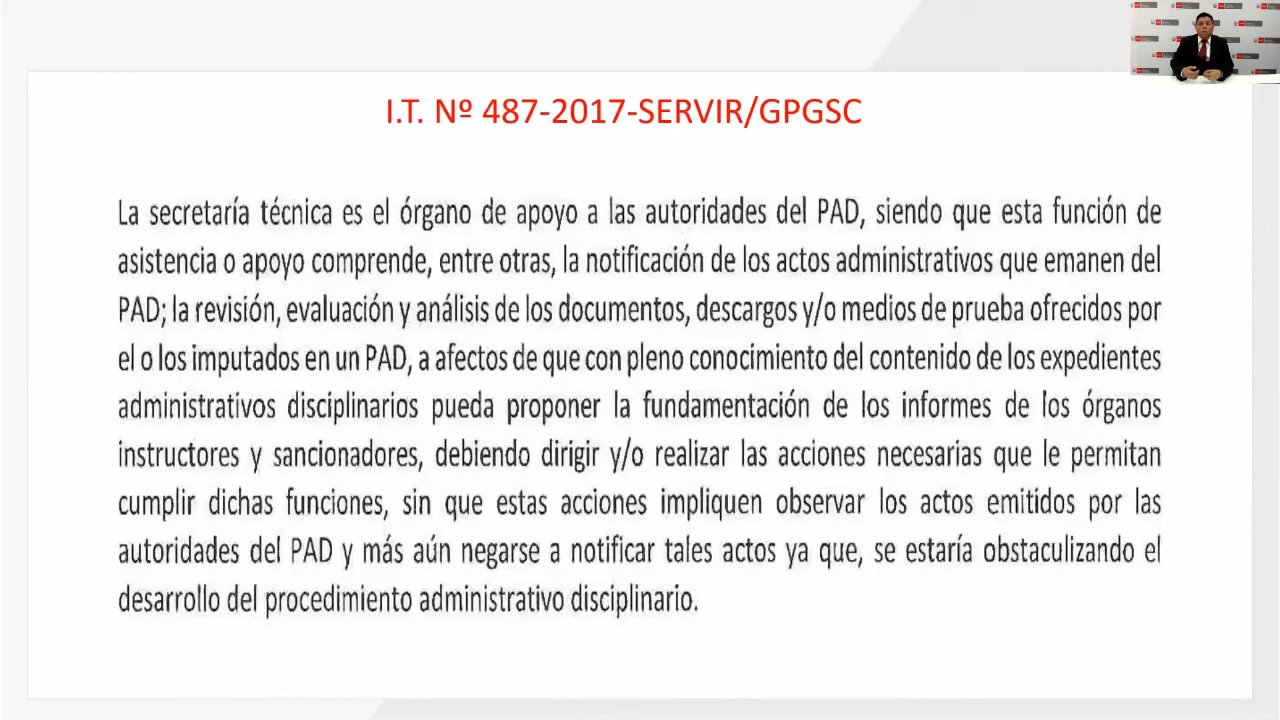 I.T. Nº 487-2017-SERVIR/GPGSC
La secretaría técnica es el órgano de apoyo a las autoridades del PAD, siendo que esta función de
asistencia o apoyo comprende, entre otras, la notificación de los actos administrativos que emanen del
PAD; la revisión, evaluación y análisis de los documentos, descargos y/o medios de prueba ofrecidos por
el o los imputados en un PAD, a afectos de que con pleno conocimiento del contenido de los expedientes
administrativos disciplinarios pueda proponer la fundamentación de los informes de los órganos
instructores y sancionadores, debiendo dirigir y/o realizar las acciones necesarias que le permitan
cumplir dichas funciones, sin que estas acciones impliquen observar los actos emitidos por las
autoridades del PAD y más aún negarse a notificar tales actos ya que, se estaría obstaculizando el
desarrollo del procedimiento administrativo disciplinario.